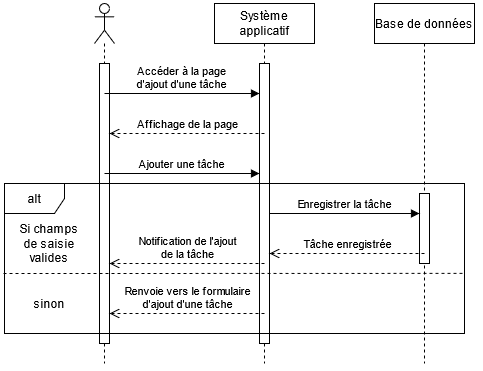 Système
applicatif
Base de données
Accéder à la page
d'ajout d'une tâche
Affichage de la page
Ajouter une tâche
alt
Enregistrer la tâche
Si champs
de saisie
valides
Notification de l'ajout
de la tâche
Tâche enregistrée
Renvoie vers le formulaire
d'ajout d'une tâche
sinon